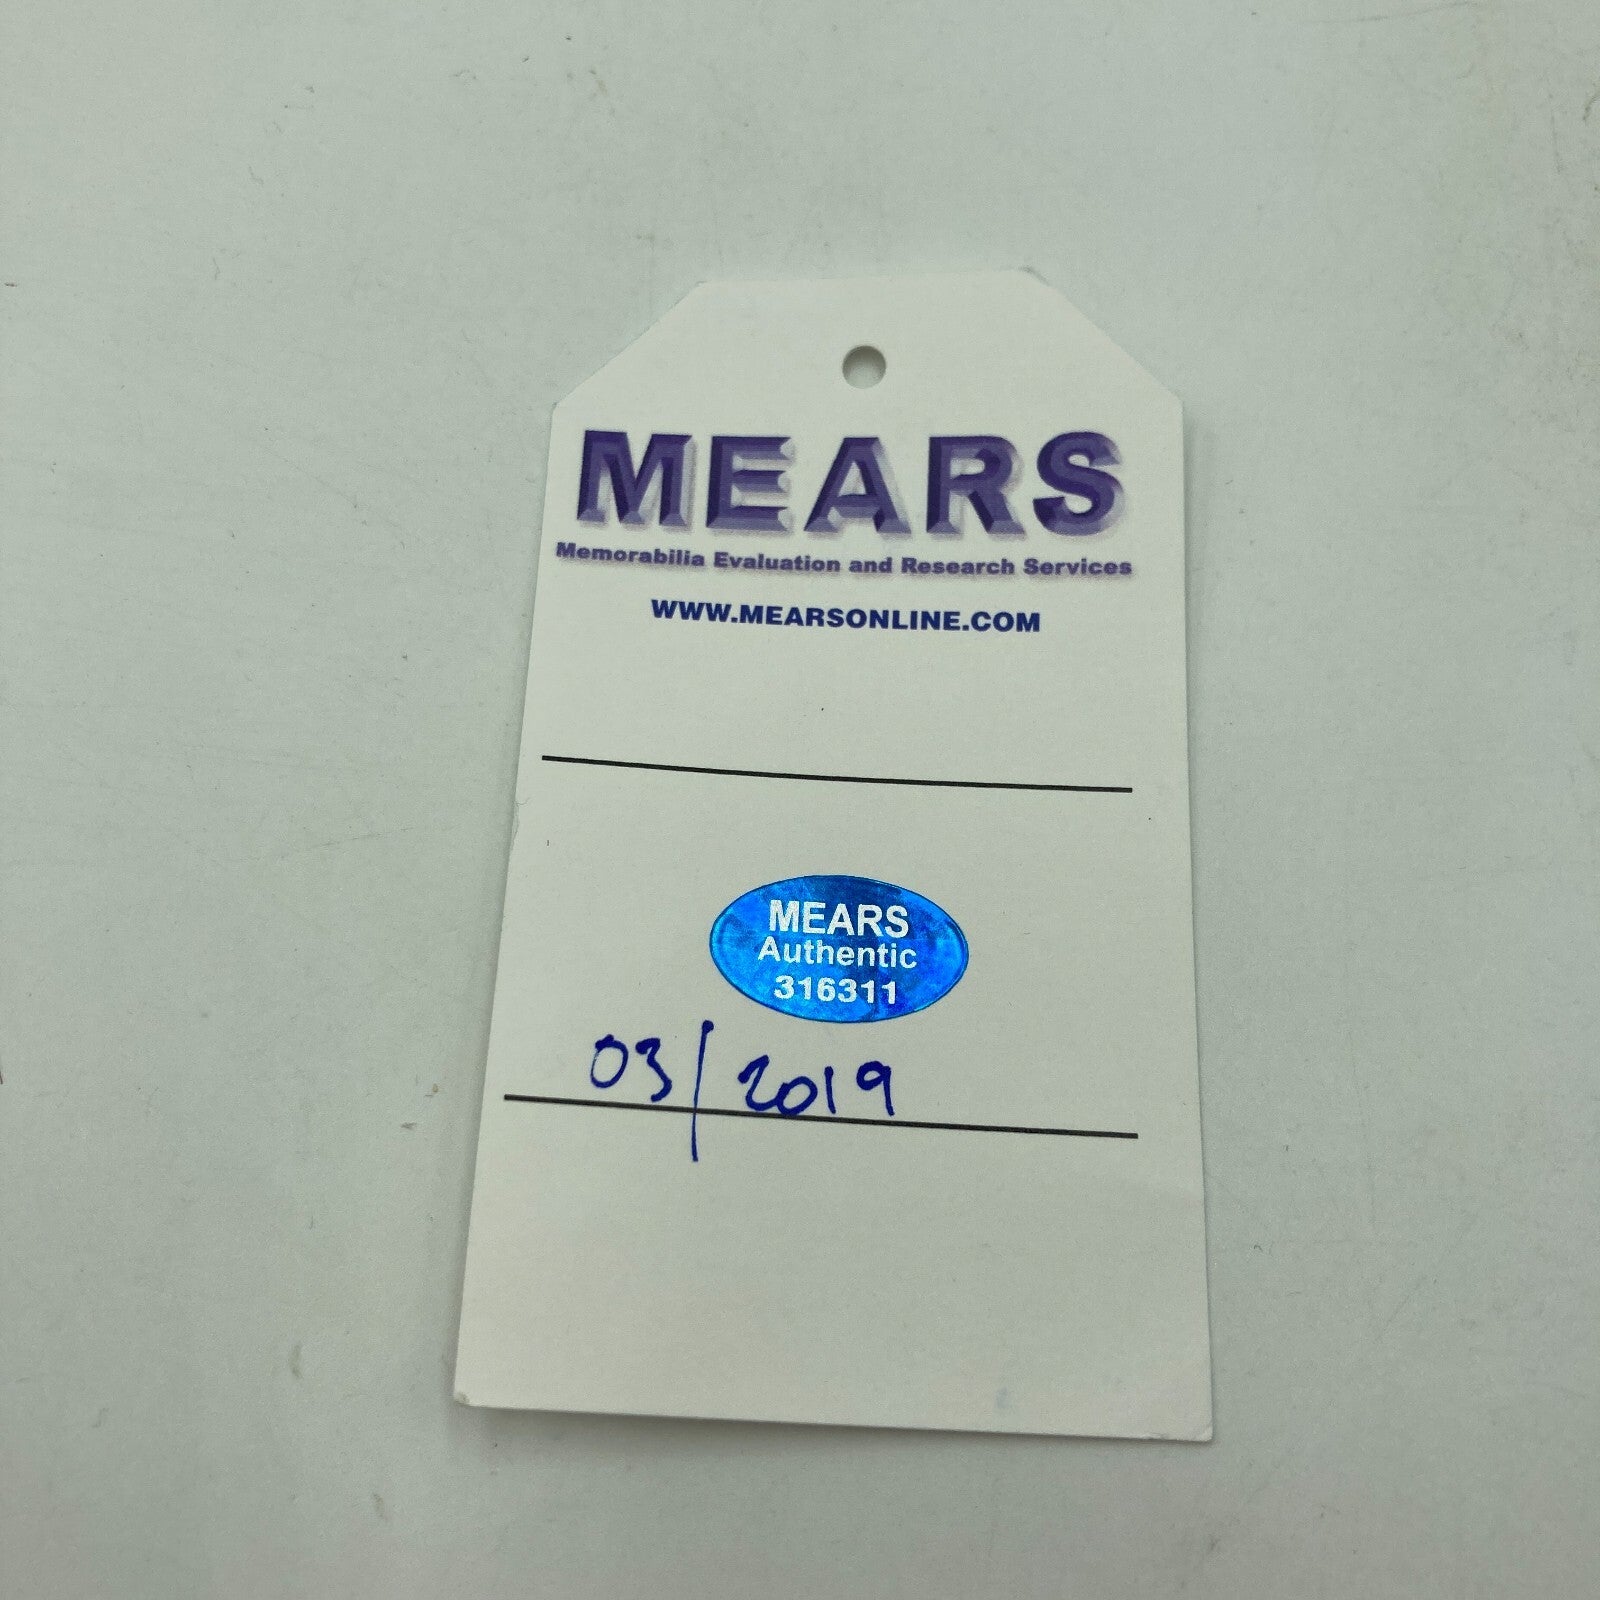 MEARS
Memorabilia Evaluation and Research Services
WWW.MEARSONLINE.COM
MEARS
Authentic
316311
03/2019